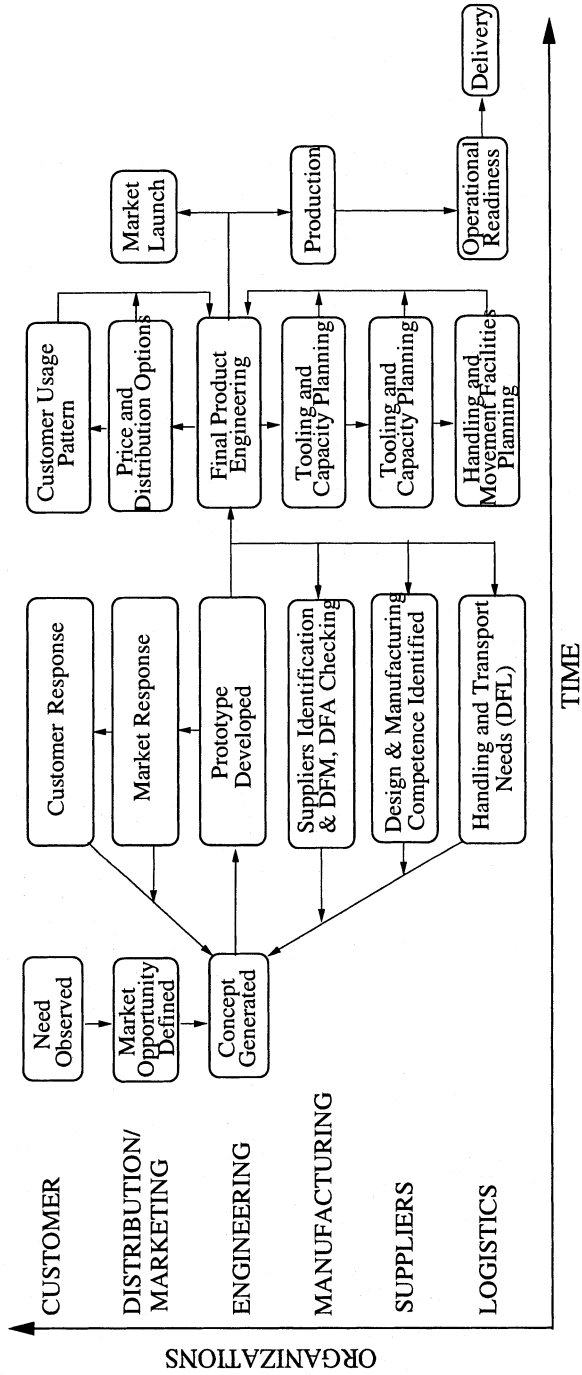 ORGANIZATIONS
CUSTOMER
Need
Observed
Customer Response
Customer Usage
Pattern
DISTRIBUTION/
MARKETING
Market
Opportunity
Defined
Market Response
Price and
Distribution Options
Market
Launch
ENGINEERING
Concept
Generated
Prototype
Developed
Final Product
Engineering
MANUFACTURING
Suppliers Identification
& DFM, DFA Checking
Tooling and
Capacity Planning
Production
SUPPLIERS
Design & Manufacturing
Competence Identified
Tooling and
Capacity Planning
LOGISTICS
Handling and Transport
Needs (DFL)
Handling and
Movement Facilities
Planning
Operational
Readiness
Delivery
TIME